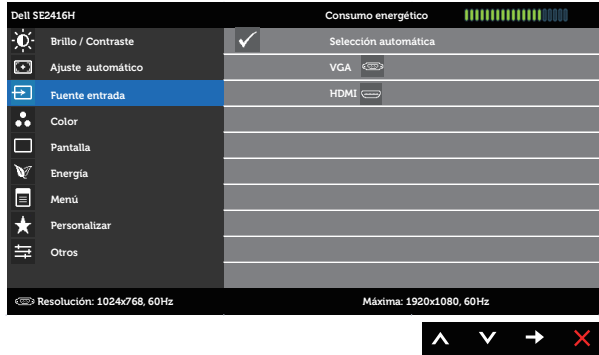 Dell SE2416H Consumo energético
Brillo / Contraste Selección automática
Ajuste automático VGA
Fuente entrada HDMI
Color
Pantalla
Energía
Menú
Personalizar
Otros
Resolución: 1024x768, 60Hz Máxima: 1920x1080, 60Hz